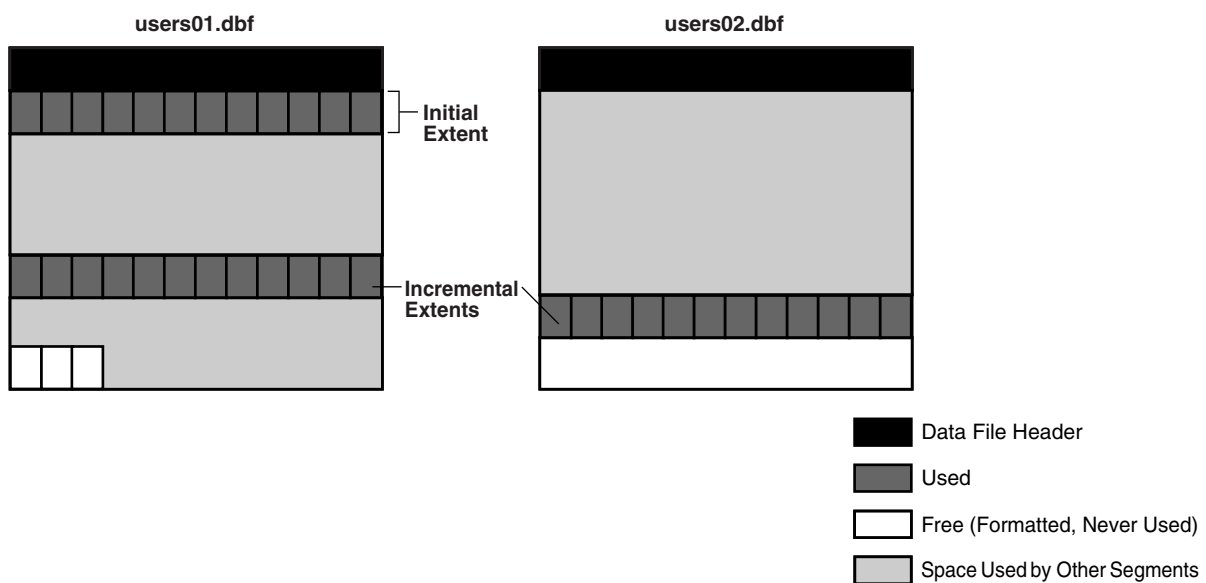 users01.dbf
users02.dbf
Initial
Extent
Incremental
Extents
Data File Header
Used
Free (Formatted, Never Used)
Space Used by Other Segments